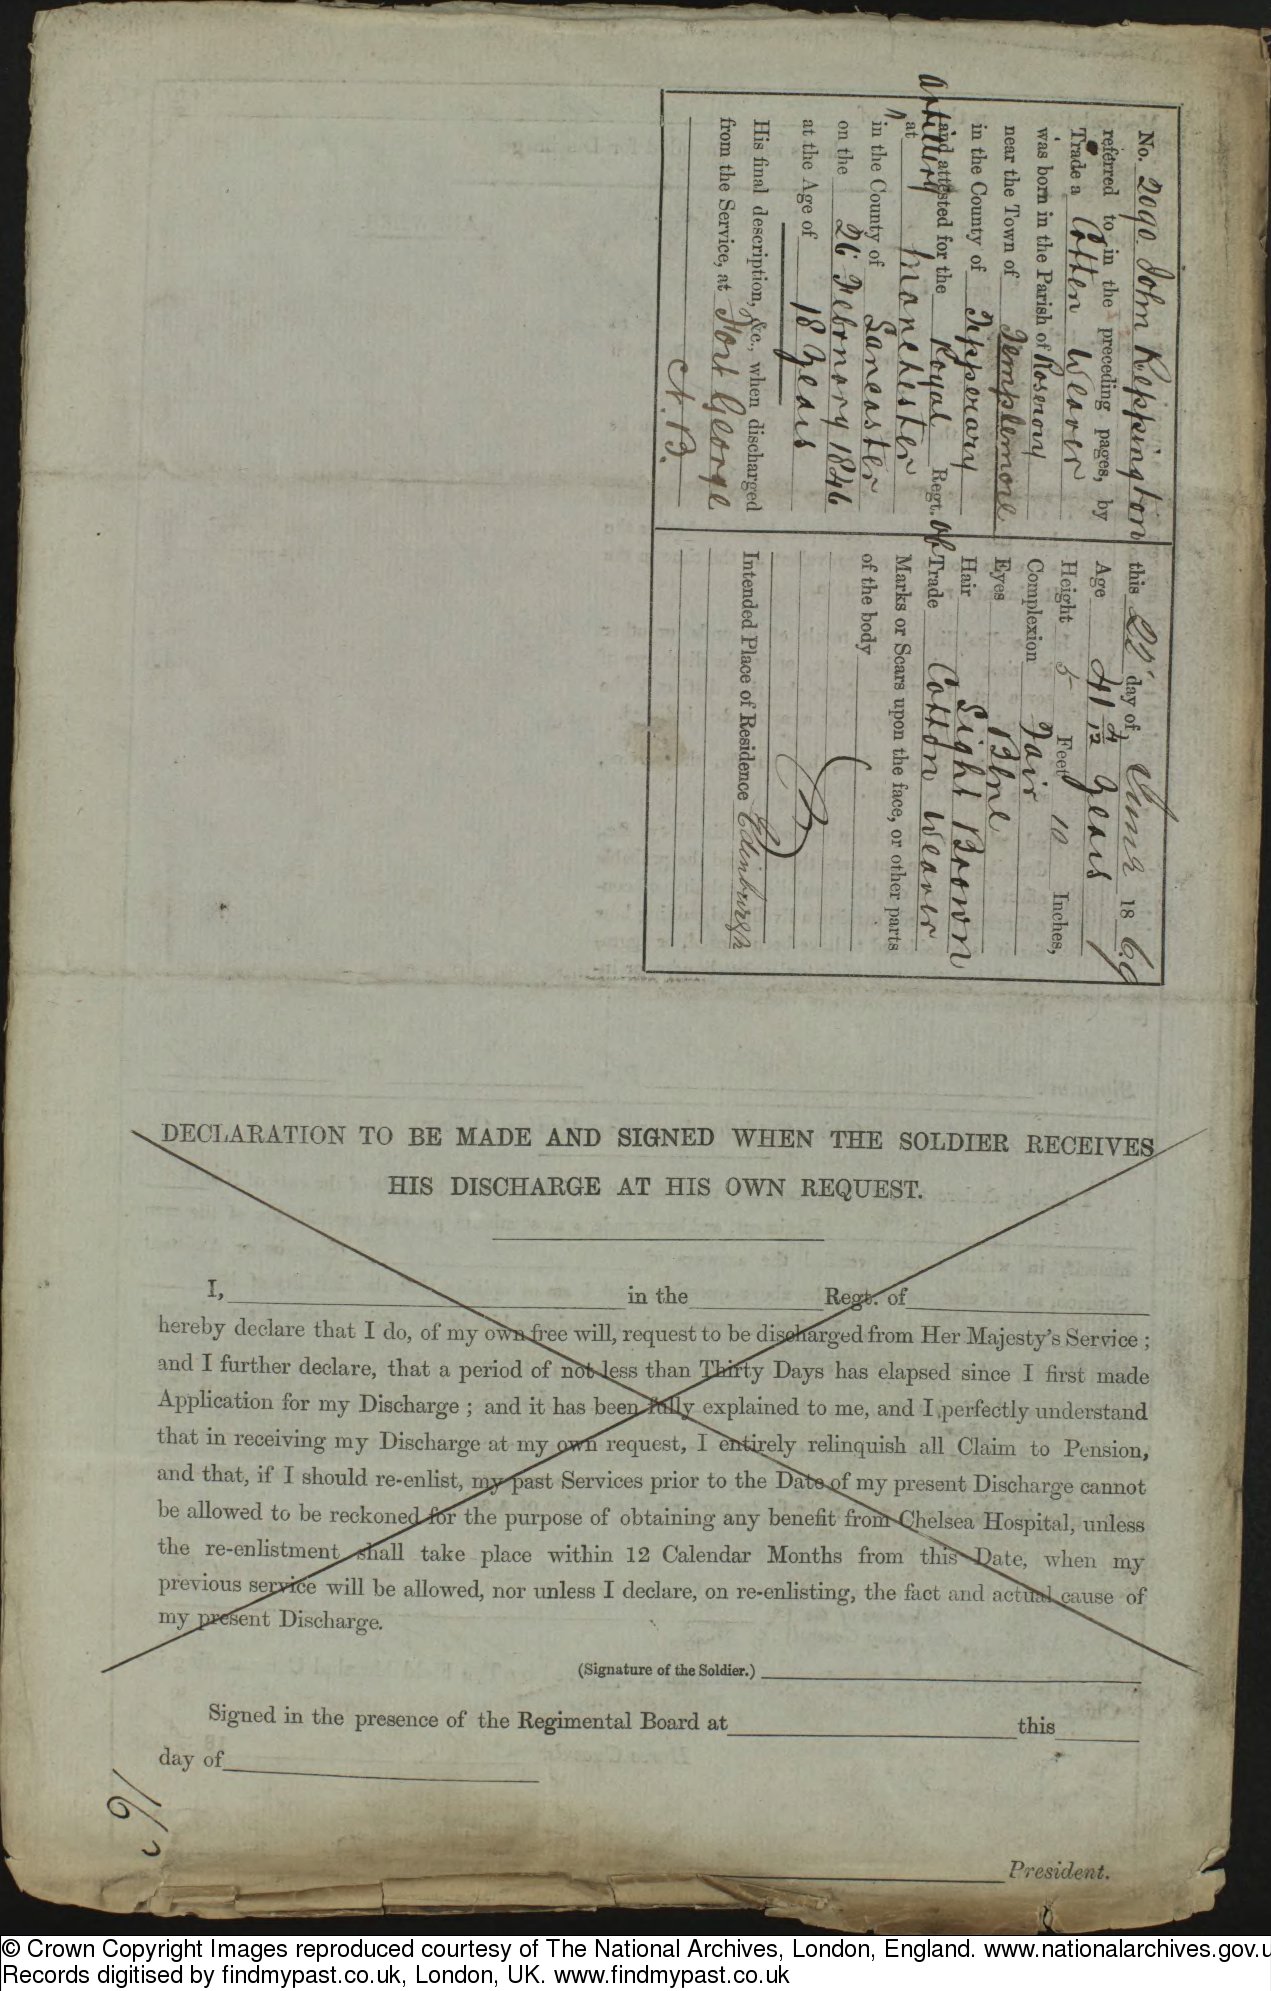 No. 2090 John Reppington
referred to in the preceding pages, by
Trade a Cotten Weaver
was born in the Parish of
near the Town of Templemore
in the County of Tipperary
and attested for the Royal Regt. of
Artillery
at Manchester
in the County of Lancaster
on the 26 Febrnary 1846
at the Age of 18 Years
His final description, &c., when discharged
from the Service, at Fort George
N.B.
this 22 day of June 1869
Age 41 4/12 Years
Height 5 Feet 10 Inches,
Complexion Fair
Eyes Blue
Hair Light Brown
Trade Cotton Weaver
Marks or Scars upon the face, or other parts
of the body
Intended Place of Residence Edinburgh
DECLARATION TO BE MADE AND SIGNED WHEN THE SOLDIER RECEIVES
HIS DISCHARGE AT HIS OWN REQUEST.
I, in the Regt. of
hereby declare that I do, of my own free will, request to be discharged from Her Majesty's Service ;
and I further declare, that a period of not less than Thirty Days has elapsed since I first made
Application for my Discharge ; and it has been fully explained to me, and I perfectly understand
that in receiving my Discharge at my own request, I entirely relinquish all Claim to Pension,
and that, if I should re-enlist, my past Services prior to the Date of my present Discharge cannot
be allowed to be reckoned for the purpose of obtaining any benefit from Chelsea Hospital, unless
the re-enlistment shall take place within 12 Calendar Months from this Date, when my
previous service will be allowed, nor unless I declare, on re-enlisting, the fact and actual cause of
my present Discharge.
(Signature of the Soldier.)
Signed in the presence of the Regimental Board at this
day of
President.
© Crown Copyright Images reproduced courtesy of The National Archives, London, England. www.nationalarchives.gov.u
Records digitised by findmypast.co.uk, London, UK. www.findmypast.co.uk